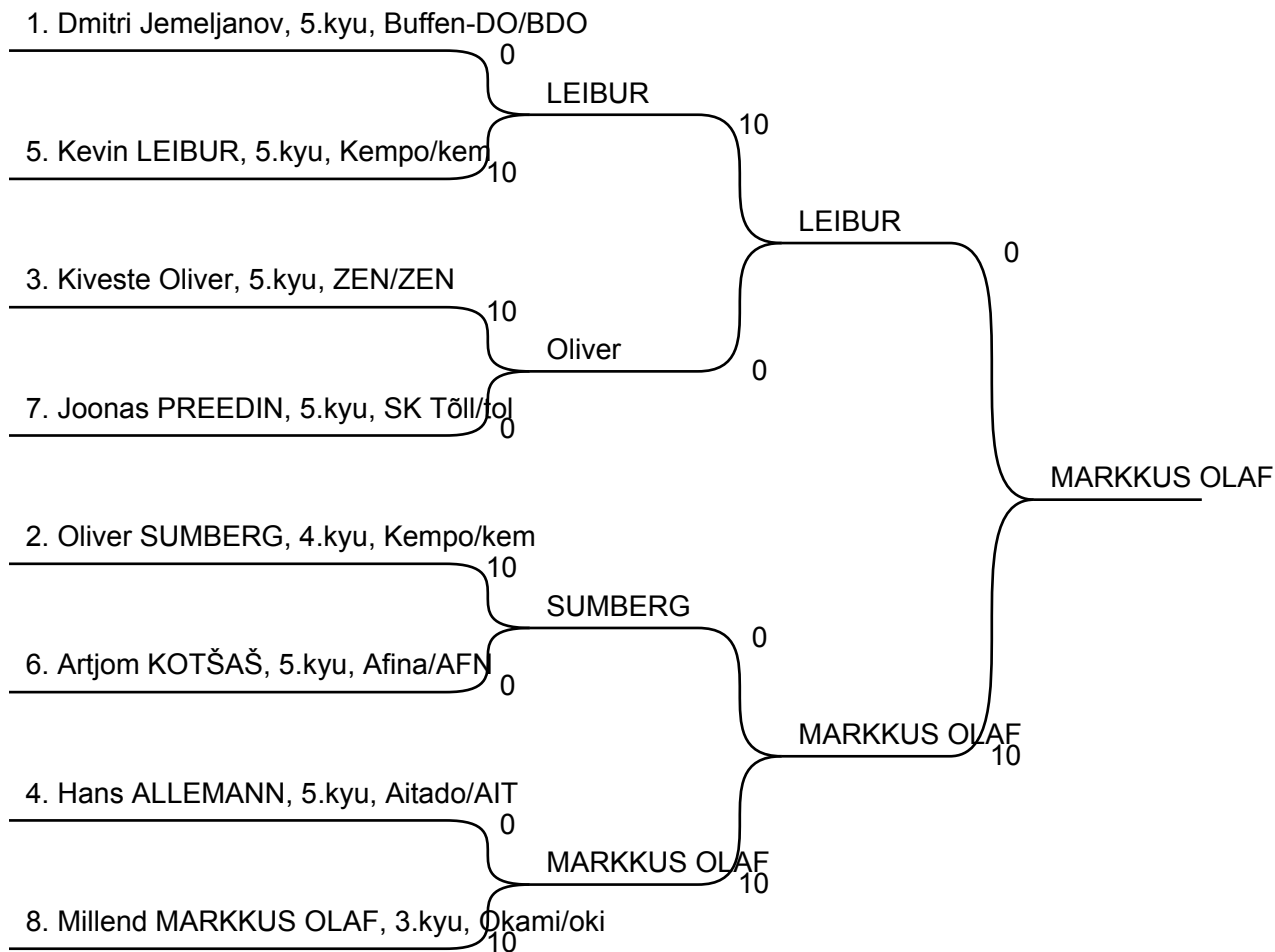 1. Dmitri Jemeljanov, 5.kyu, Buffen-DO/BDO
0
LEIBUR
10
5. Kevin LEIBUR, 5.kyu, Kempo/kem
10
LEIBUR
0
3. Kiveste Oliver, 5.kyu, ZEN/ZEN
10
Oliver
0
7. Joonas PREEDIN, 5.kyu, SK Tõll/tol
0
MARKKUS OLAF
2. Oliver SUMBERG, 4.kyu, Kempo/kem
10
SUMBERG
0
6. Artjom KOTŠAŠ, 5.kyu, Afina/AFN
0
MARKKUS OLAF
10
4. Hans ALLEMANN, 5.kyu, Aitado/AIT
0
MARKKUS OLAF
10
8. Millend MARKKUS OLAF, 3.kyu, Okami/oki
10